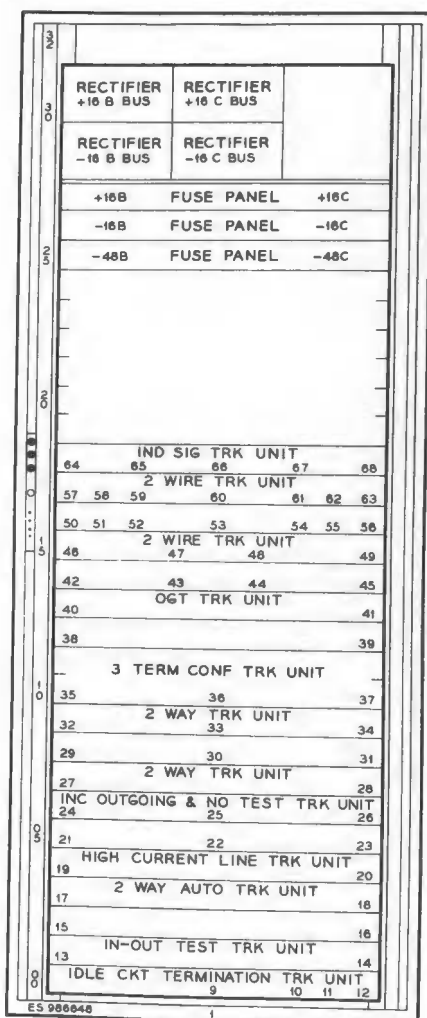 32
RECTIFIER RECTIFIER
+16 B BUS +16 C BUS
30
RECTIFIER RECTIFIER
-16 B BUS -16 C BUS
+16B FUSE PANEL +16C
-16B FUSE PANEL -16C
25
-48B FUSE PANEL -48C
20
IND SIG TRK UNIT
64 65 66 67 68
2 WIRE TRK UNIT
57 58 59 60 61 62 63
50 51 52 53 54 55 56
2 WIRE TRK UNIT
15
46 47 48 49
42 43 44 45
OGT TRK UNIT
40 41
38 39
3 TERM CONF TRK UNIT
10
35 36 37
2 WAY TRK UNIT
32 33 34
29 30 31
2 WAY TRK UNIT
27 28
INC OUTGOING & NO TEST TRK UNIT
24 25 26
05
21 22 23
HIGH CURRENT LINE TRK UNIT
19 20
2 WAY AUTO TRK UNIT
17 18
15 16
IN-OUT TEST TRK UNIT
13 14
IDLE CKT TERMINATION TRK UNIT
00
9 10 11 12
ES 986648
1